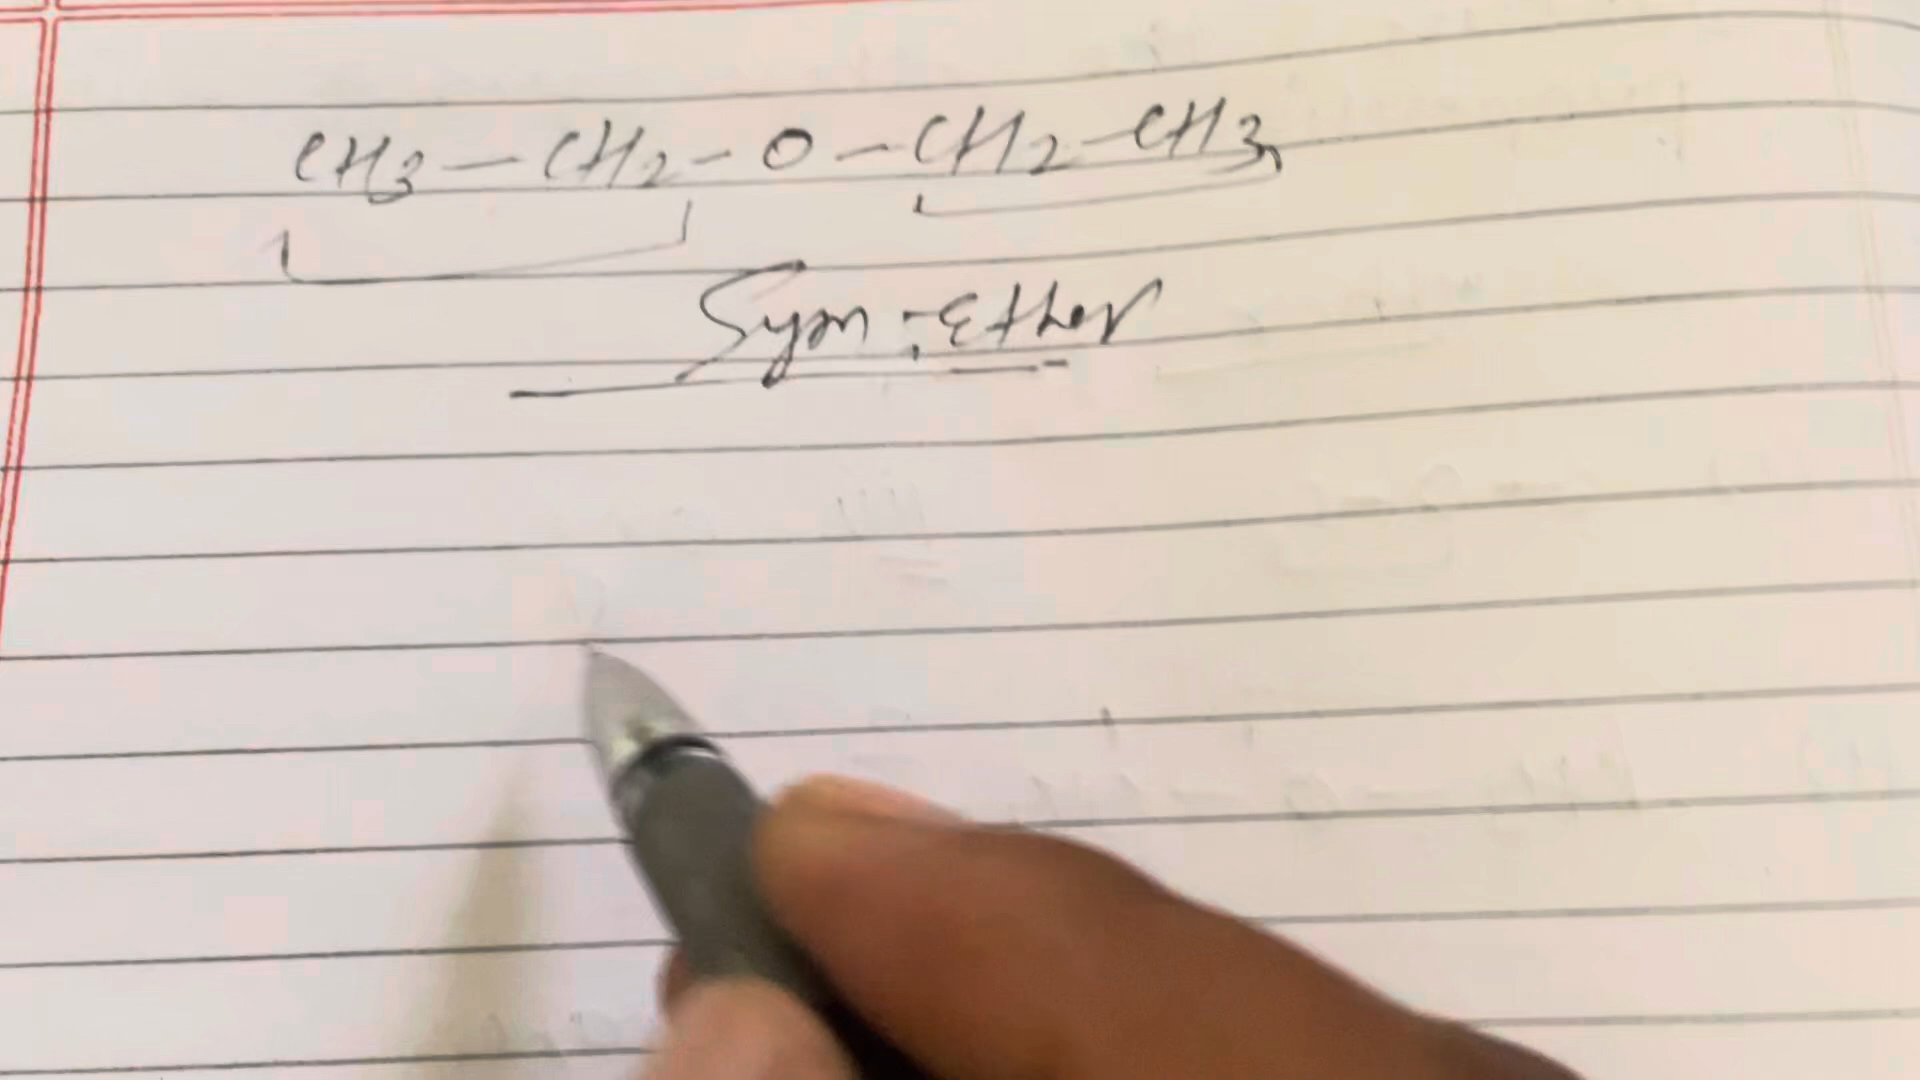 CH3 - CH2 - O - CH2 - CH3
Sym. Ether